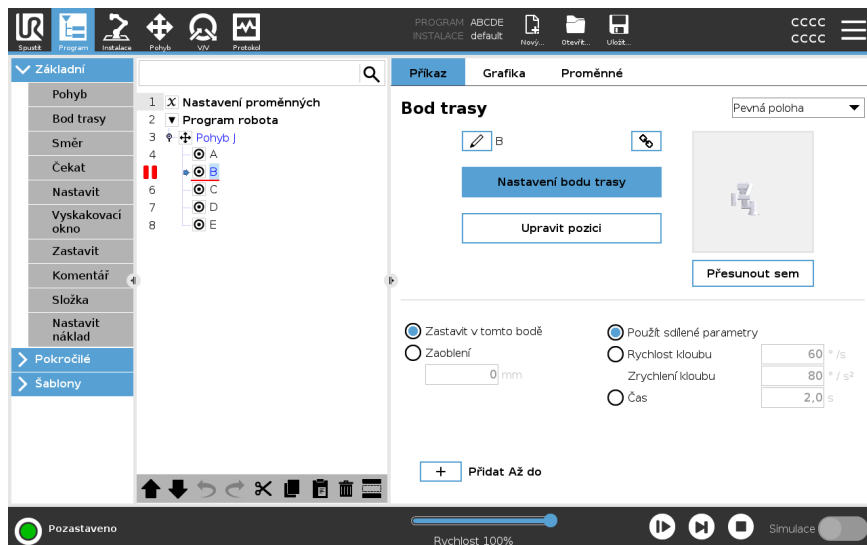 UR
Spustit
Program
Instalace
Pohyb
V/V
Protokol
PROGRAM ABCDE
INSTALACE default
Nový...
Otevřít...
Uložit...
CCCC
CCCC
Základní
Pohyb
Bod trasy
Směr
Čekat
Nastavit
Vyskakovací
okno
Zastavit
Komentář
Složka
Nastavit
náklad
Pokročilé
Šablony
1 X Nastavení proměnných
2 Program robota
3 Pohyb J
4 A
B
6 C
7 D
8 E
Příkaz Grafika Proměnné
Bod trasy
Pevná poloha
B
Nastavení bodu trasy
Upravit pozici
Přesunout sem
Zastavit v tomto bodě
Zaoblení
0 mm
Použít sdílené parametry
Rychlost kloubu 60 ° /s
Zrychlení kloubu 80 ° / s²
Čas 2,0 s
+ Přidat Až do
Pozastaveno
Rychlost 100%
Simulace